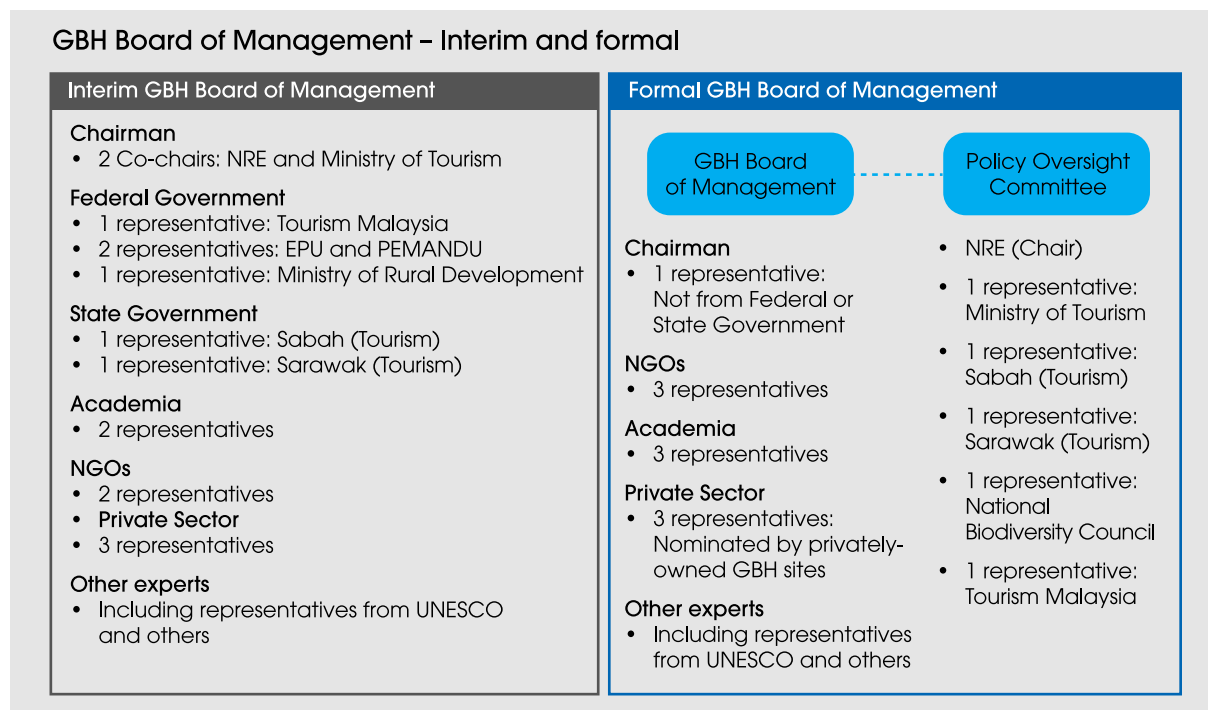 GBH Board of Management – Interim and formal
Interim GBH Board of Management
Chairman
• 2 Co-chairs: NRE and Ministry of Tourism
Federal Government
• 1 representative: Tourism Malaysia
• 2 representatives: EPU and PEMANDU
• 1 representative: Ministry of Rural Development
State Government
• 1 representative: Sabah (Tourism)
• 1 representative: Sarawak (Tourism)
Academia
• 2 representatives
NGOs
• 2 representatives
• Private Sector
• 3 representatives
Other experts
• Including representatives from UNESCO
and others
Formal GBH Board of Management
GBH Board
of Management
Chairman
• 1 representative:
Not from Federal or
State Government
NGOs
• 3 representatives
Academia
• 3 representatives
Private Sector
• 3 representatives:
Nominated by privately-
owned GBH sites
Other experts
• Including representatives
from UNESCO and others
Policy Oversight
Committee
• NRE (Chair)
• 1 representative:
Ministry of Tourism
• 1 representative:
Sabah (Tourism)
• 1 representative:
Sarawak (Tourism)
• 1 representative:
National
Biodiversity Council
• 1 representative:
Tourism Malaysia